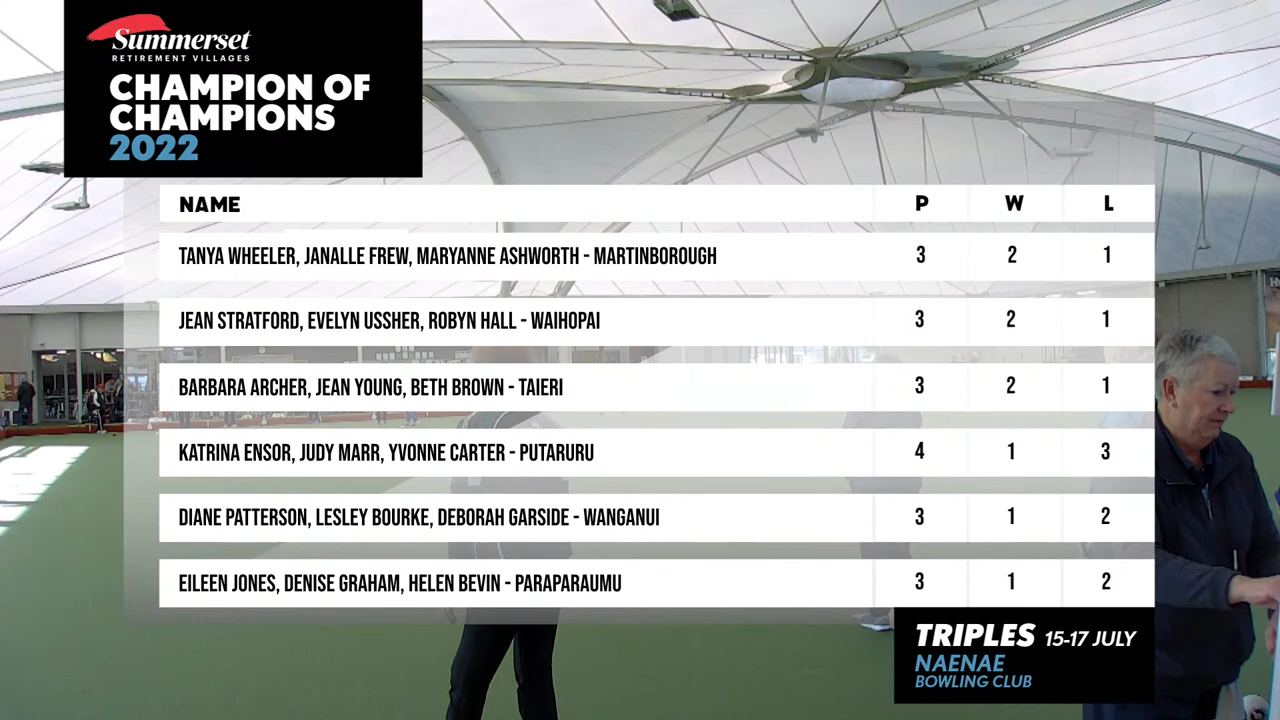 Summerset
RETIREMENT VILLAGES
CHAMPION OF
CHAMPIONS
2022
NAME P W L
TANYA WHEELER, JANALLE FREW, MARYANNE ASHWORTH - MARTINBOROUGH 3 2 1
JEAN STRATFORD, EVELYN USSHER, ROBYN HALL - WAIHOPAI 3 2 1
BARBARA ARCHER, JEAN YOUNG, BETH BROWN - TAIERI 3 2 1
KATRINA ENSOR, JUDY MARR, YVONNE CARTER - PUTARURU 4 1 3
DIANE PATTERSON, LESLEY BOURKE, DEBORAH GARSIDE - WANGANUI 3 1 2
EILEEN JONES, DENISE GRAHAM, HELEN BEVIN - PARAPARAUMU 3 1 2
TRIPLES 15-17 JULY
NAENAE
BOWLING CLUB